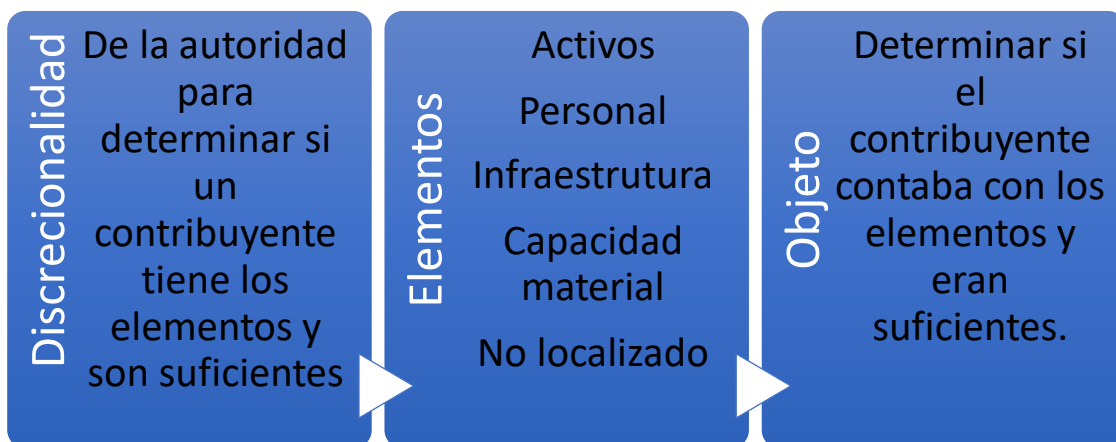 Discrecionalidad
De la autoridad
para
determinar si
un
contribuyente
tiene los
elementos y
son suficientes
Elementos
Activos
Personal
Infraestrutura
Capacidad
material
No localizado
Objeto
Determinar si
el
contribuyente
contaba con los
elementos y
eran
suficientes.